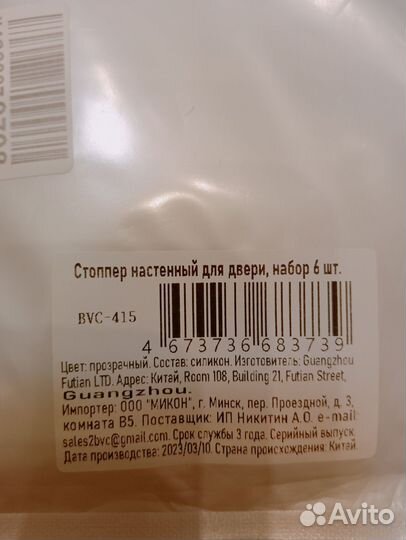 Стоппер настенный для двери, набор 6 шт.
BVC-415
4 673736 683739
Цвет: прозрачный. Состав: силикон. Изготовитель: Guangzhou
Futian LTD. Адрес: Китай, Room 108, Building 21, Futian Street,
Guangzhou.
Импортер: ООО "МИКОН", г. Минск, пер. Проездной, д. 3,
комната В5. Поставщик: ИП Никитин А.О. e-mail:
sales2bvc@gmail.com. Срок службы 3 года. Серийный выпуск.
Дата производства: 2023/03/10. Страна происхождения: Китай.
Avito